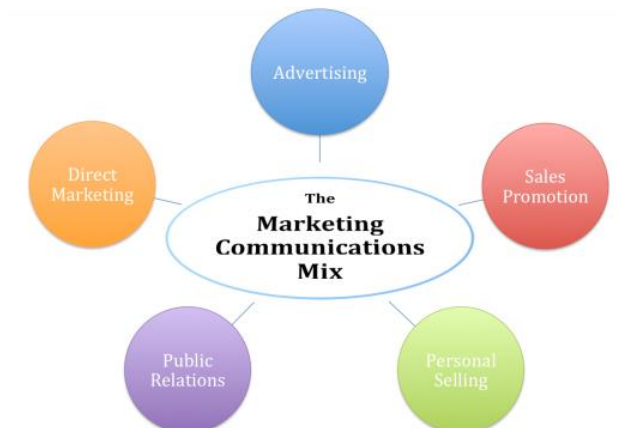 Advertising
Direct
Marketing
Sales
Promotion
The
Marketing
Communications
Mix
Public
Relations
Personal
Selling